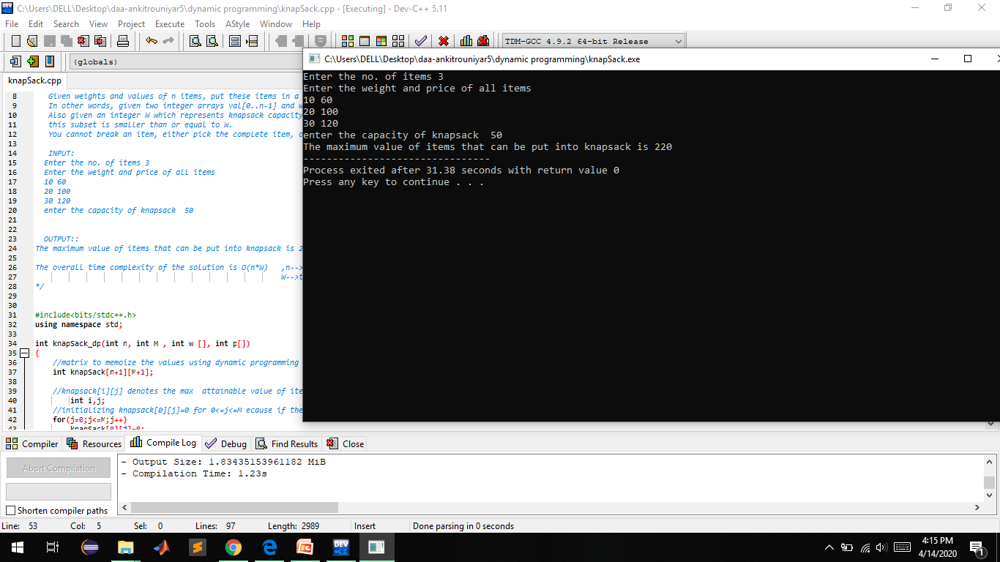 C:\Users\DELL\Desktop\daa-ankitrouniyar5\dynamic programming\knapSack.cpp - [Executing] - Dev-C++ 5.11
File Edit Search View Project Execute Tools AStyle Window Help
TDM-GCC 4.9.2 64-bit Release
(globals)
knapSack.cpp
8 Given weights and values of n items, put these items in a
9 In other words, given two integer arrays val[0..n-1] and w
10 Also given an integer W which represents knapsack capacity
11 this subset is smaller than or equal to W.
12 You cannot break an item, either pick the complete item,
13
14 INPUT:
15 Enter the no. of items 3
16 Enter the weight and price of all items
17 10 60
18 20 100
19 30 120
20 enter the capacity of knapsack  50
21
22
23 OUTPUT::
24 The maximum value of items that can be put into knapsack is 2
25
26 The overall time complexity of the solution is O(n*W)   ,n-->
27 W-->t
28 */
29
30
31 #include<bits/stdc++.h>
32 using namespace std;
33
34 int knapSack_dp(int n, int M , int w [], int p[])
35 {
36 //matrix to memoize the values using dynamic programming
37 int knapSack[n+1][M+1];
38
39 //knapsack[i][j] denotes the max  attainable value of ite
40 int i,j;
41 //initializing knapsack[0][j]=0 for 0<=j<=M ecause if the
42 for(j=0;j<=M;j++)
43 knapSack[0][j]=0;
C:\Users\DELL\Desktop\daa-ankitrouniyar5\dynamic programming\knapSack.exe
Enter the no. of items 3
Enter the weight and price of all items
10 60
20 100
30 120
enter the capacity of knapsack  50
The maximum value of items that can be put into knapsack is 220
--------------------------------
Process exited after 31.38 seconds with return value 0
Press any key to continue . . .
Compiler Resources Compile Log Debug Find Results Close
Abort Compilation
Shorten compiler paths
- Output Size: 1.83435153961182 MiB
- Compilation Time: 1.23s
Line: 53 Col: 5 Sel: 0 Lines: 97 Length: 2989 Insert Done parsing in 0 seconds
DEV
4:15 PM
4/14/2020
1